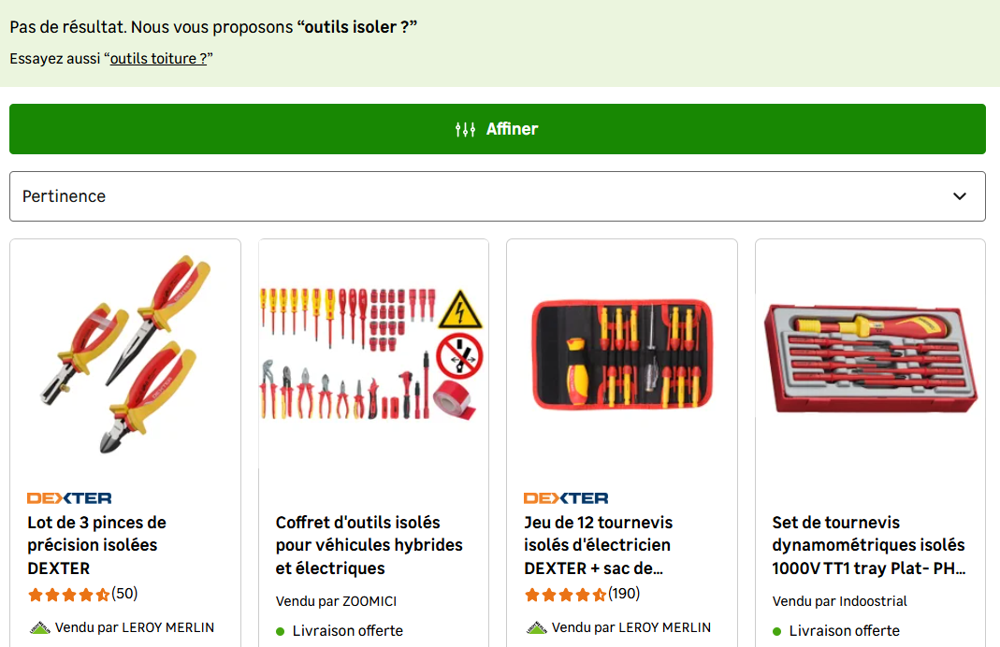 Pas de résultat. Nous vous proposons “outils isoler ?”
Essayez aussi “outils toiture ?”
Affiner
Pertinence
DEXTER
Lot de 3 pinces de
précision isolées
DEXTER
(50)
Vendu par LEROY MERLIN
Coffret d'outils isolés
pour véhicules hybrides
et électriques
Vendu par ZOOMICI
Livraison offerte
DEXTER
Jeu de 12 tournevis
isolés d'électricien
DEXTER + sac de...
(190)
Vendu par LEROY MERLIN
Set de tournevis
dynamométriques isolés
1000V TT1 tray Plat- PH...
Vendu par Indoostrial
Livraison offerte